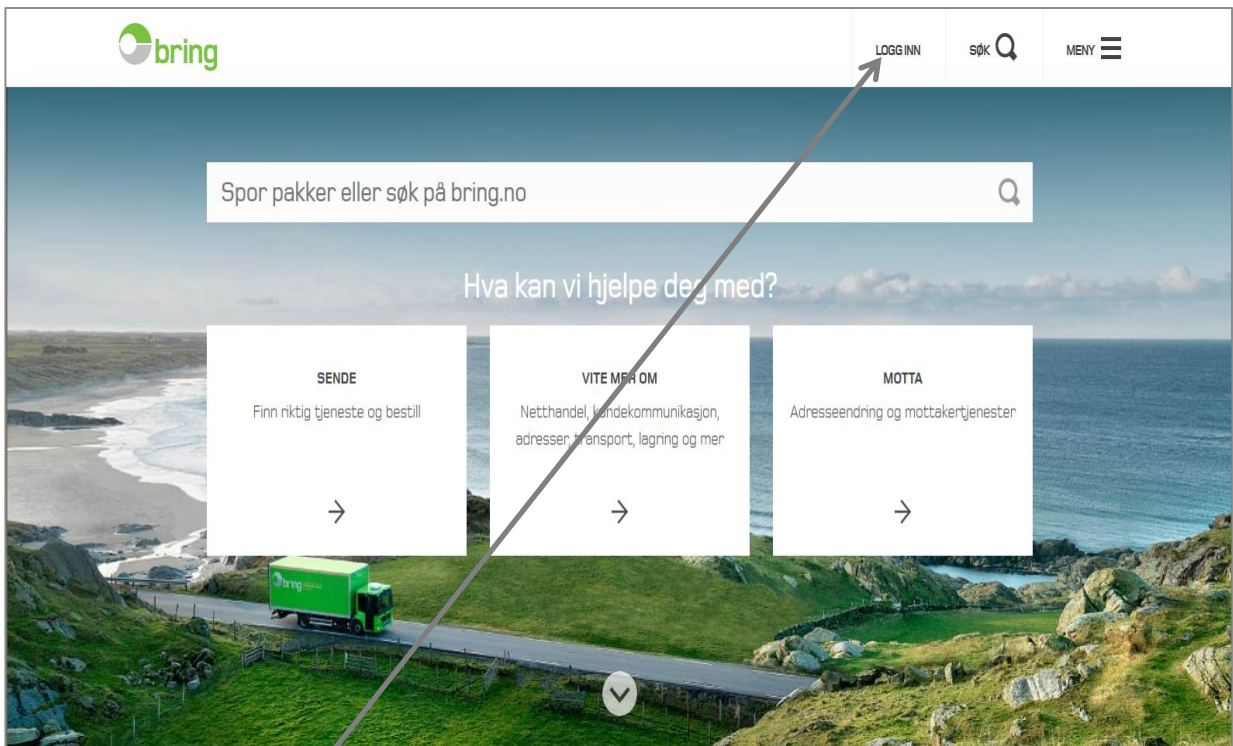 bring
LOGG INN
SØK
MENY
Spor pakker eller søk på bring.no
Hva kan vi hjelpe deg med?
SENDE
Finn riktig tjeneste og bestill
VITE MER OM
Netthandel, kundekommunikasjon,
adresser, transport, lagring og mer
MOTTA
Adresseendring og mottakertjenester
bring